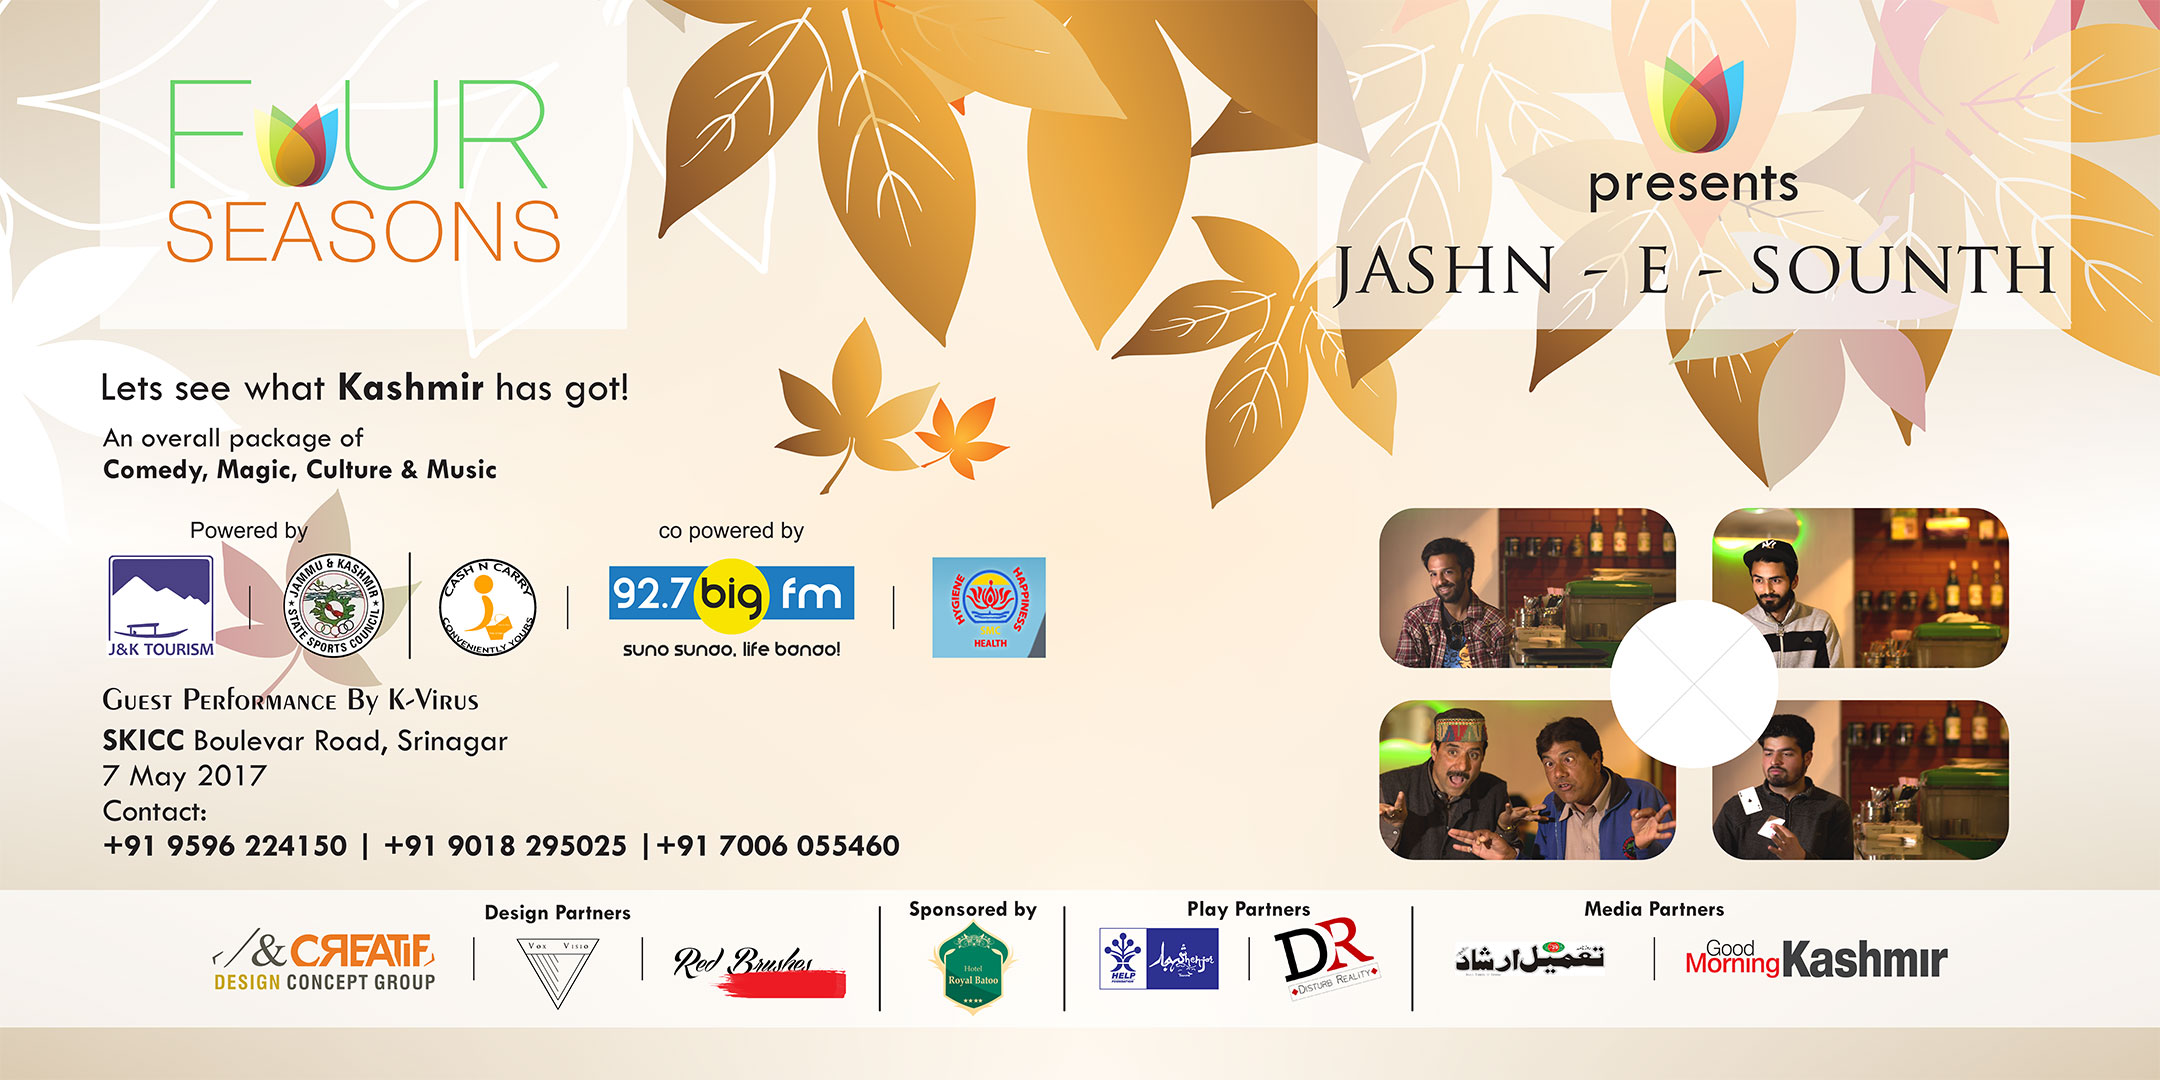 FOUR
SEASONS
presents
JASHN - E - SOUNTH
Lets see what Kashmir has got!
An overall package of
Comedy, Magic, Culture & Music
Powered by
J&K TOURISM
JAMMU & KASHMIR
STATE SPORTS COUNCIL
CASH N CARRY
CONVENIENTLY YOURS
co powered by
92.7 big fm
suno sunao, life banao!
HYGIENE
HAPPINESS
SMC
HEALTH
Guest Performance By K-Virus
SKICC Boulevar Road, Srinagar
7 May 2017
Contact:
+91 9596 224150 | +91 9018 295025 |+91 7006 055460
Design Partners
& CREATIF
DESIGN CONCEPT GROUP
Vox Visio
Red Brushes
Sponsored by
Hotel
Royal Batoo
Play Partners
HELP
FOUNDATION
DR
DISTURB REALITY
Media Partners
تعمیل ارشاد
Good
Morning Kashmir